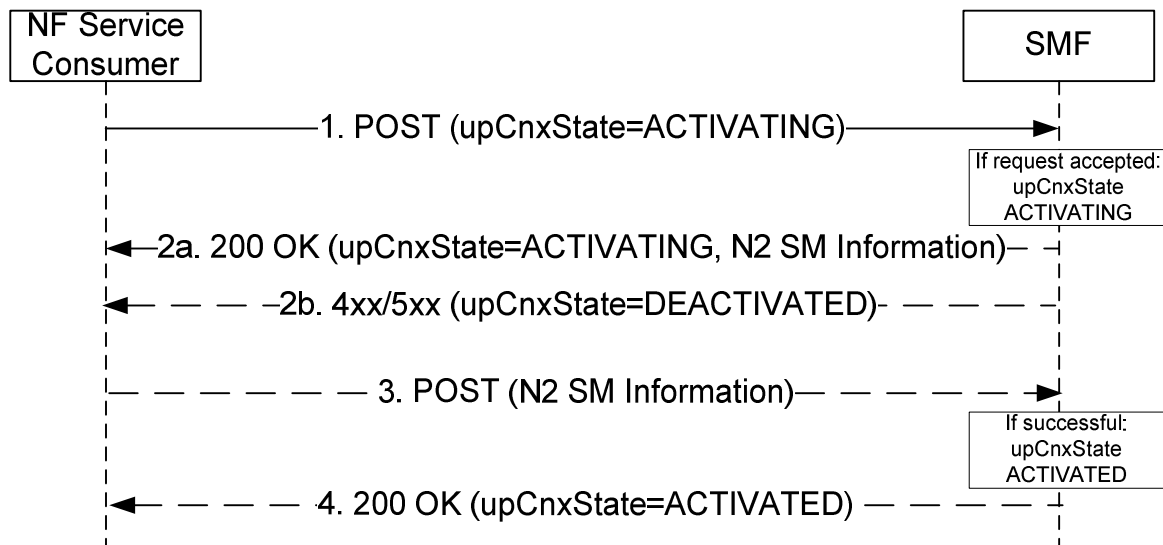 NF Service
Consumer
SMF
1. POST (upCnxState=ACTIVATING)
If request accepted:
upCnxState
ACTIVATING
2a. 200 OK (upCnxState=ACTIVATING, N2 SM Information)
2b. 4xx/5xx (upCnxState=DEACTIVATED)
3. POST (N2 SM Information)
If successful:
upCnxState
ACTIVATED
4. 200 OK (upCnxState=ACTIVATED)